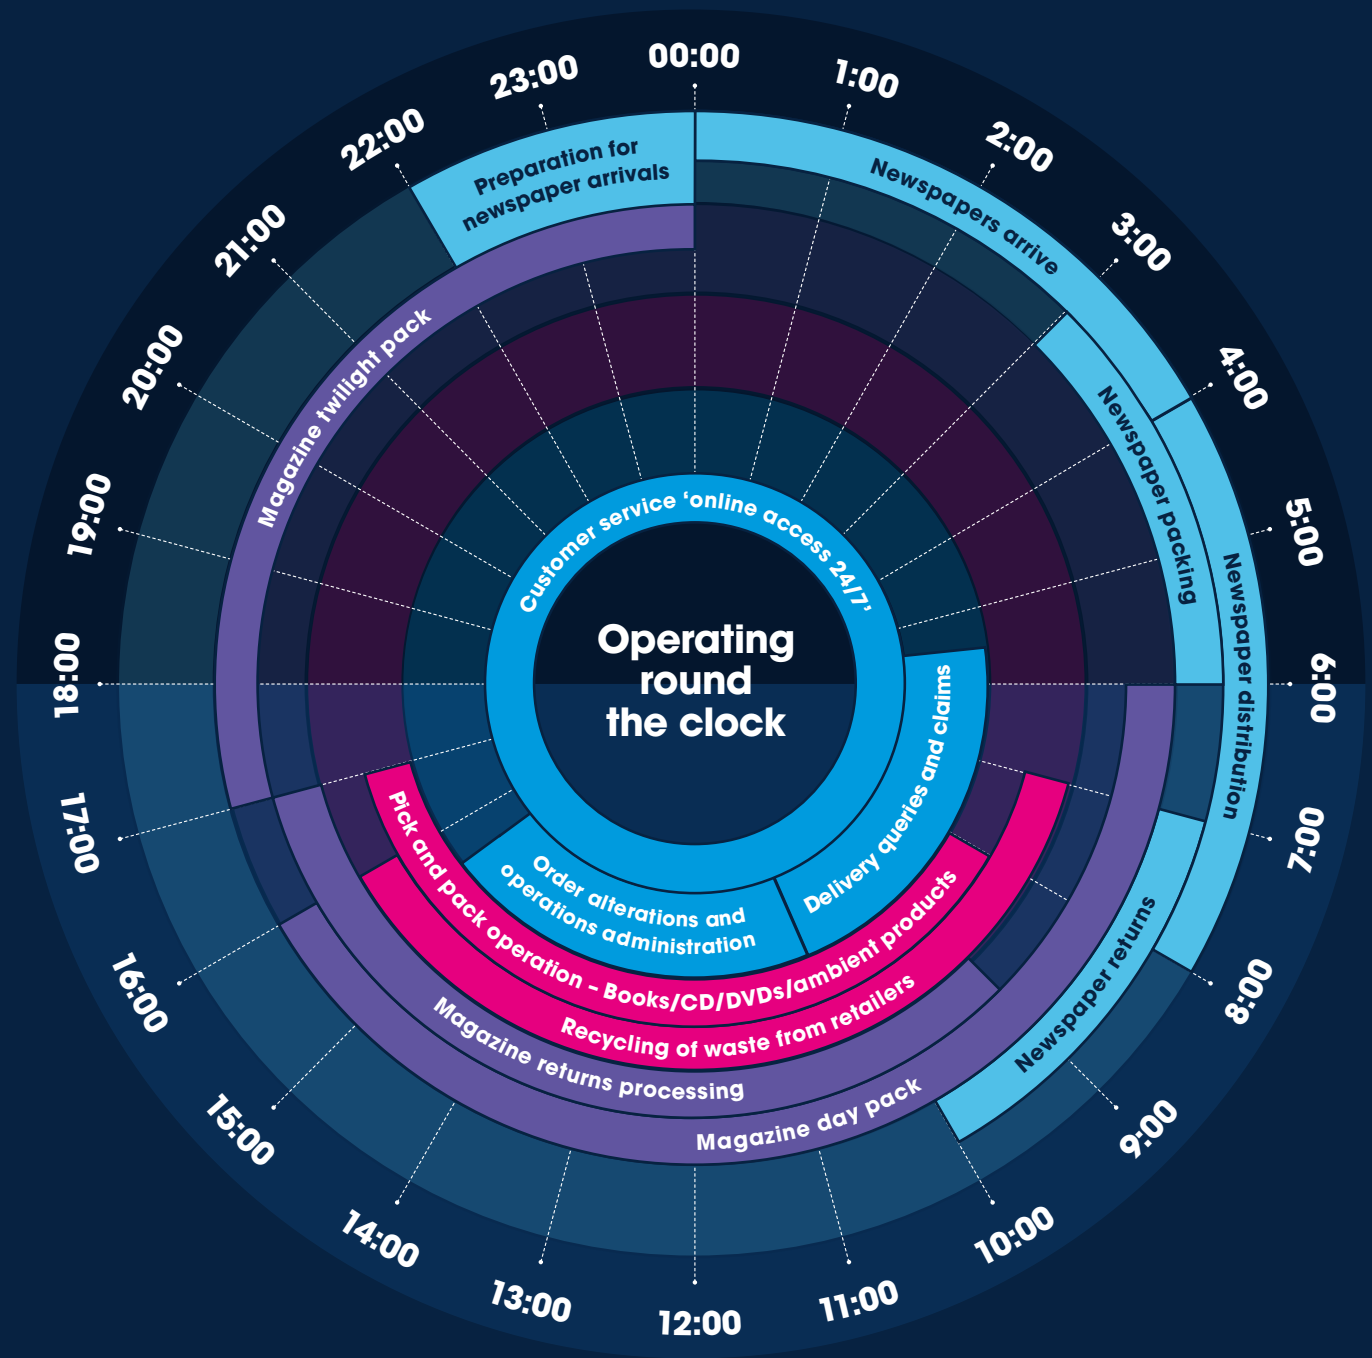 00:00
1:00
2:00
3:00
4:00
5:00
6:00
7:00
8:00
9:00
10:00
11:00
12:00
13:00
14:00
15:00
16:00
17:00
18:00
19:00
20:00
21:00
22:00
23:00
Preparation for
newspaper arrivals
Newspapers arrive
Newspaper packing
Newspaper distribution
Newspaper returns
Magazine twilight pack
Magazine day pack
Magazine returns processing
Recycling of waste from retailers
Pick and pack operation – Books/CD/DVDs/ambient products
Order alterations and
operations administration
Delivery queries and claims
Customer service ‘online access 24/7’
Operating
round
the clock